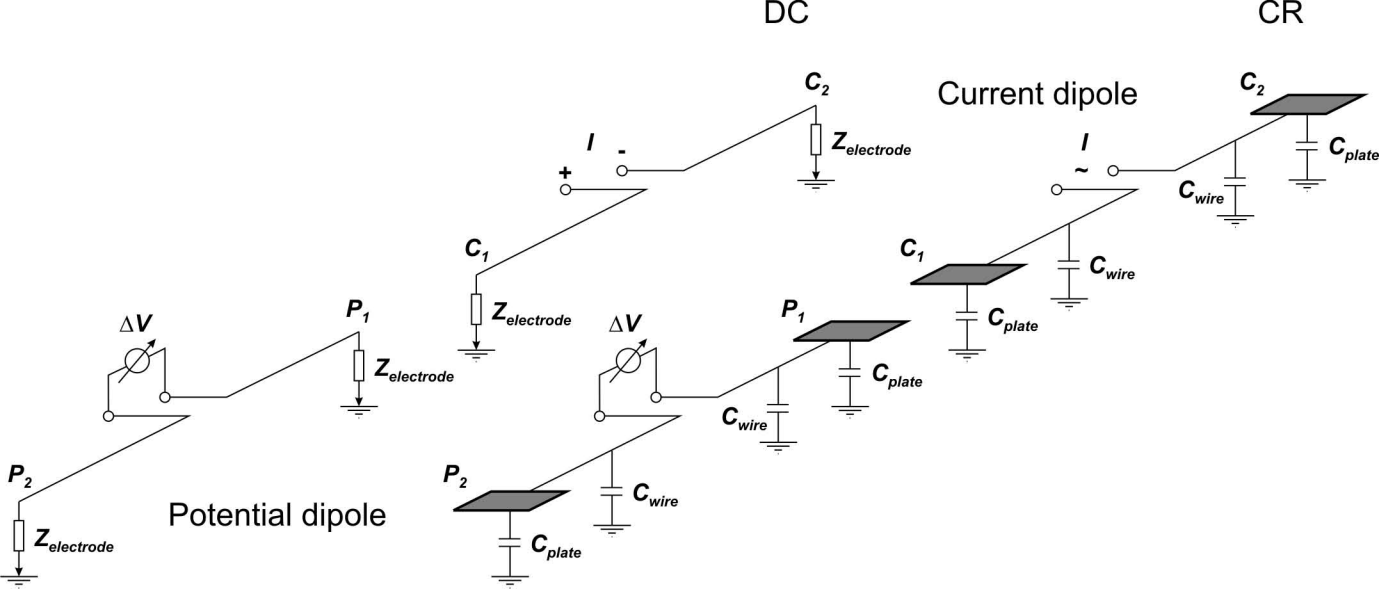 DC
CR
C2
Current dipole
C2
I
-
+
Zelectrode
I
~
Cplate
Cwire
C1
C1
Cwire
Zelectrode
Cplate
ΔV
P1
Zelectrode
ΔV
P1
Cplate
Cwire
P2
P2
Cwire
Potential dipole
Zelectrode
Cplate